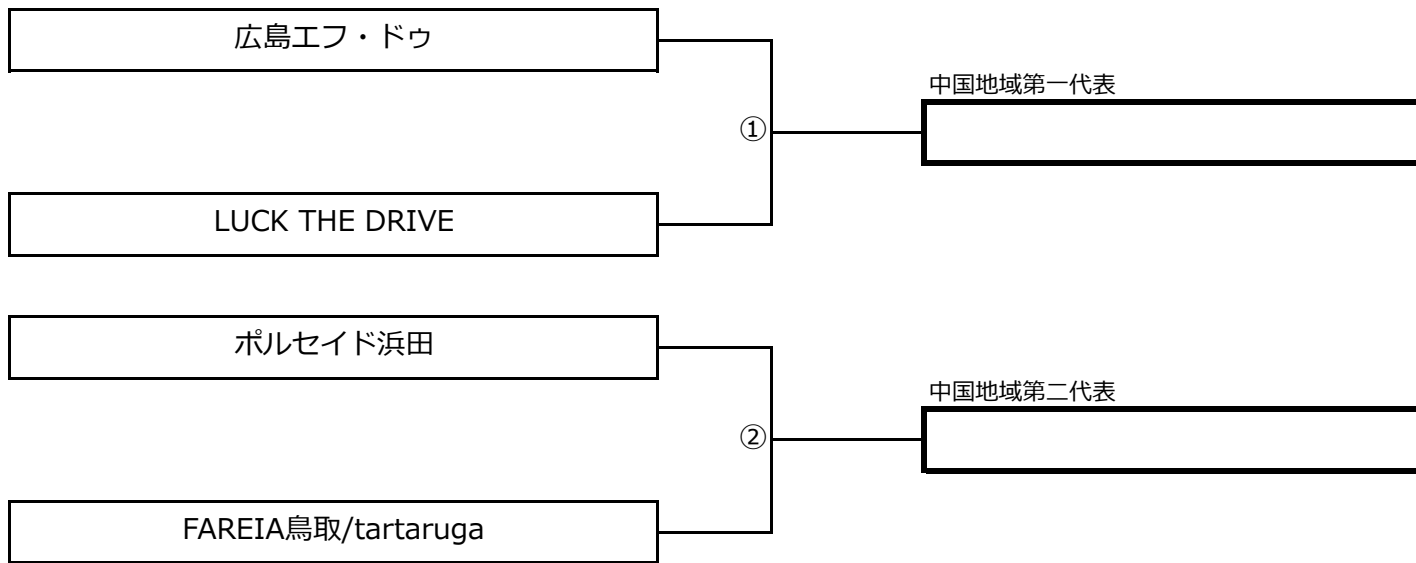 広島エフ・ドゥ
中国地域第一代表
①
LUCK THE DRIVE
ポルセイド浜田
中国地域第二代表
②
FAREIA鳥取/tartaruga